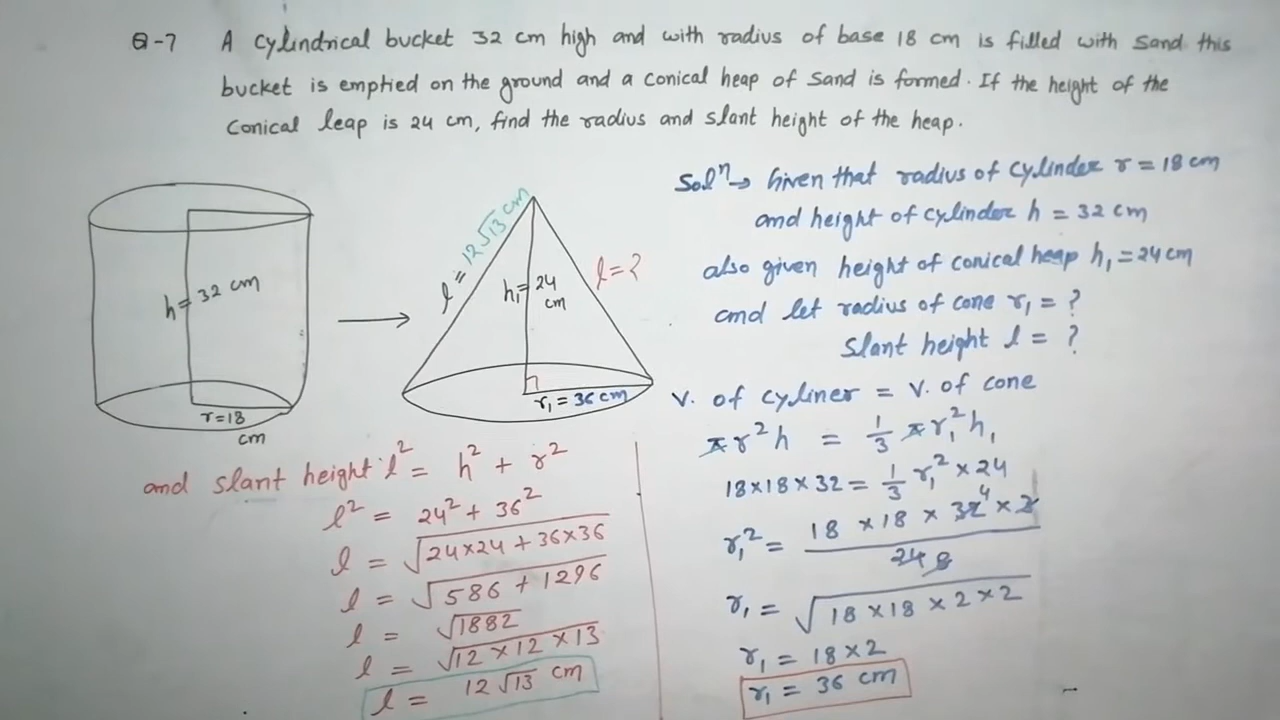 Q-7 A cylindrical bucket 32 cm high and with radius of base 18 cm is filled with sand this
bucket is emptied on the ground and a conical heap of sand is formed. If the height of the
conical leap is 24 cm, find the radius and slant height of the heap.
h = 32 cm
r=18
cm
l = 12√13 cm
h₁ = 24
cm
l = ?
r₁ = 36 cm
Solⁿ → Given that radius of cylinder r = 18 cm
and height of cylinder h = 32 cm
also given height of conical heap h₁ = 24 cm
and let radius of cone r₁ = ?
Slant height l = ?
V. of cyliner = V. of cone
πr²h = 1/3 πr₁²h₁
18×18×32 = 1/3 r₁² × 24
r₁² = 18 × 18 × 32 4 × 3 / 24 8
r₁ = √18 × 18 × 2 × 2
r₁ = 18 × 2
r₁ = 36 cm
and slant height l² = h² + r²
l² = 24² + 36²
l = √24×24 + 36×36
l = √586 + 1296
l = √1882
l = √12 × 12 × 13
l = 12√13 cm